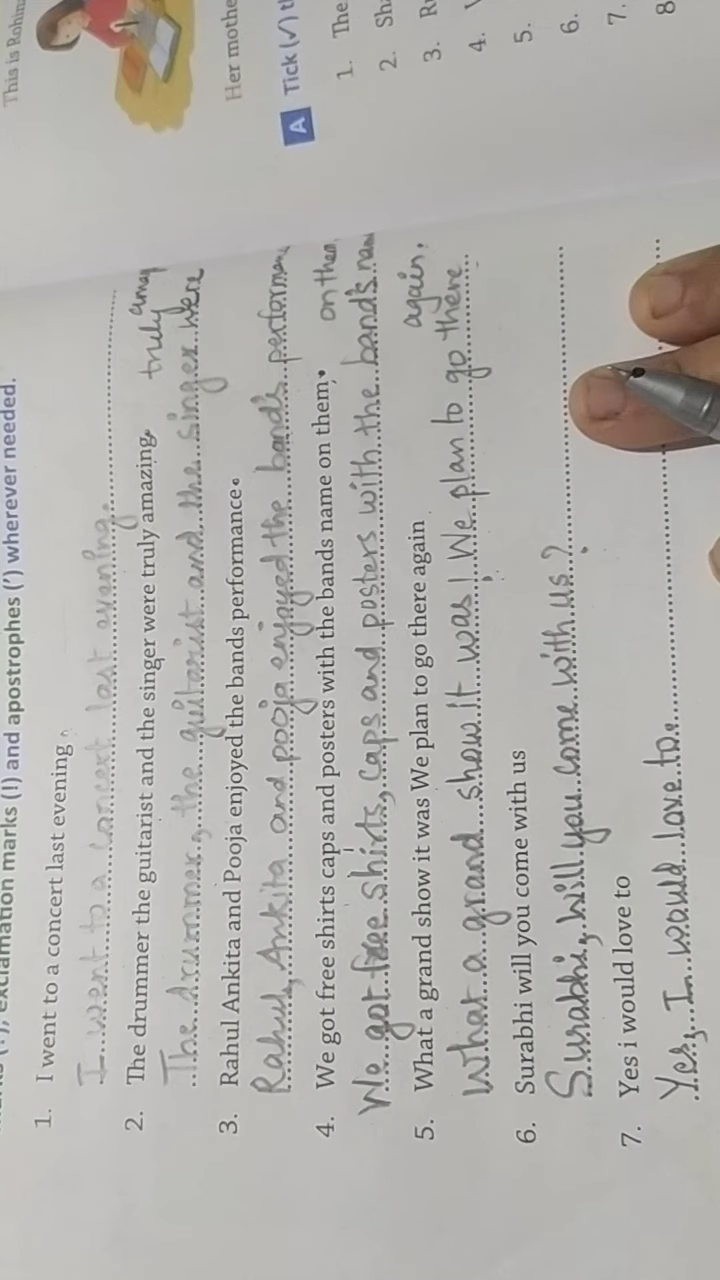 exclamation marks (!) and apostrophes (’) wherever needed.
1. I went to a concert last evening.
I went to a concert last evening.
2. The drummer the guitarist and the singer were truly amazing.
truly
The drummer, the guitarist and the singer were
3. Rahul Ankita and Pooja enjoyed the bands performance.
Rahul, Ankita and pooja enjoyed the band's
4. We got free shirts caps and posters with the bands name on them.
on them
We got free shirts, caps and posters with the band's
5. What a grand show it was We plan to go there again
again.
What a grand show it was! We plan to go there
6. Surabhi will you come with us
Surabhi, will you come with us?
7. Yes i would love to
Yes, I would love to.
This is
Her
A Tick (✓)
1. The
2.
3.
4.
5.
6.
7.
8